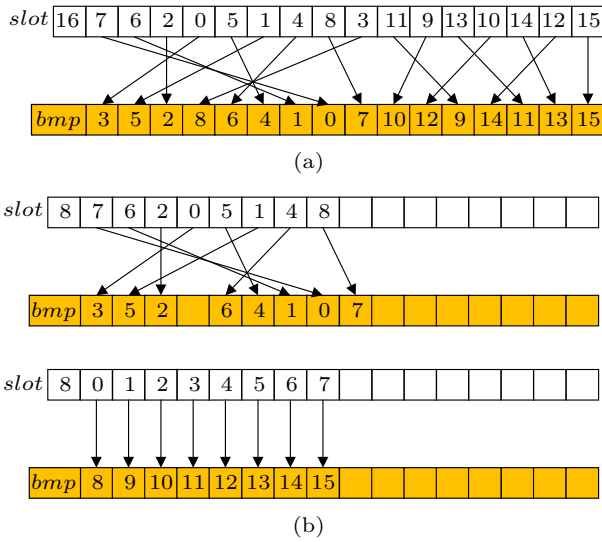 slot 16 7 6 2 0 5 1 4 8 3 11 9 13 10 14 12 15
bmp 3 5 2 8 6 4 1 0 7 10 12 9 14 11 13 15
(a)
slot 8 7 6 2 0 5 1 4 8
bmp 3 5 2 6 4 1 0 7
slot 8 0 1 2 3 4 5 6 7
bmp 8 9 10 11 12 13 14 15
(b)